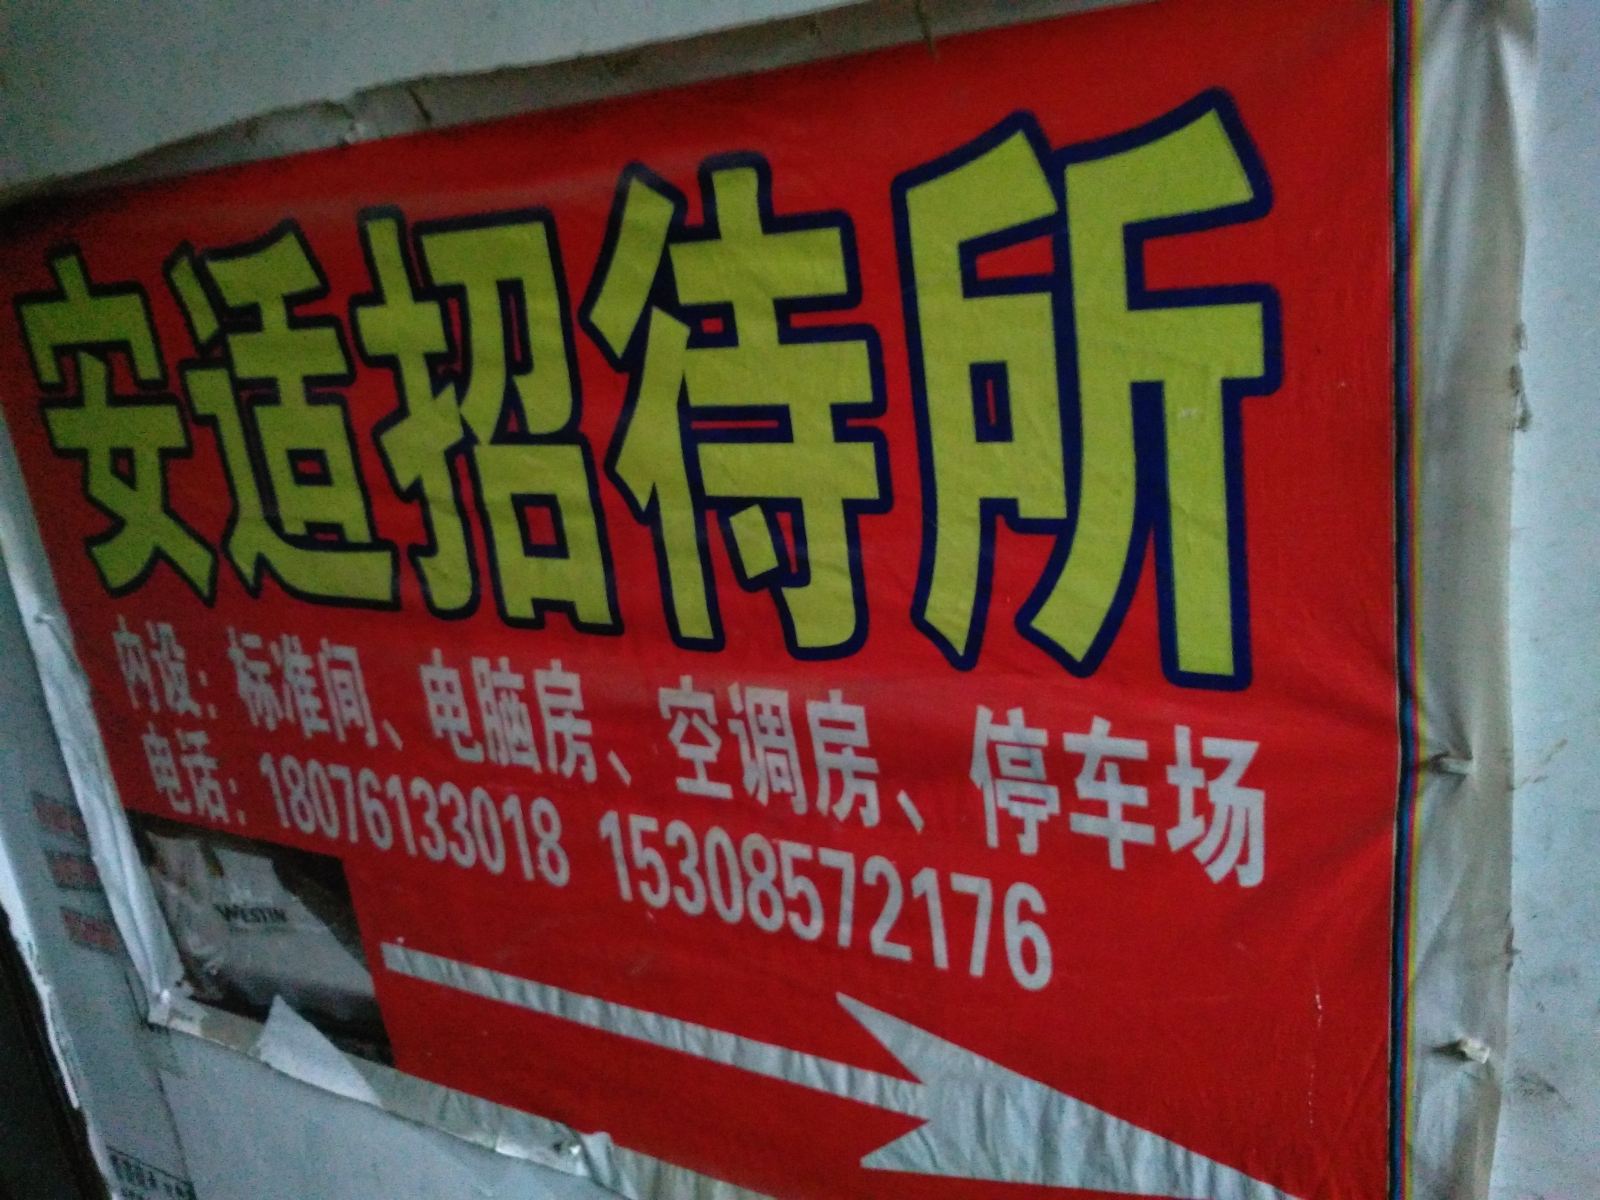 安适招待所
内设：标准间、电脑房、空调房、停车场
电话：18076133018 15308572176
WESTIN